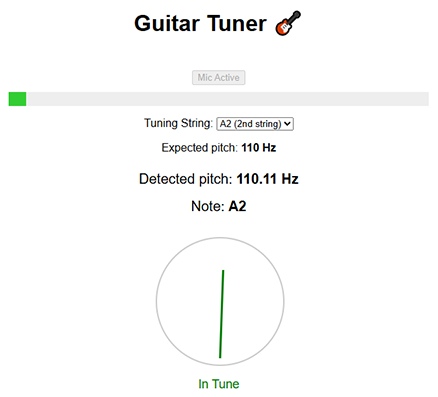 Guitar Tuner 🎸
Mic Active
Tuning String: A2 (2nd string)
Expected pitch: 110 Hz
Detected pitch: 110.11 Hz
Note: A2
In Tune